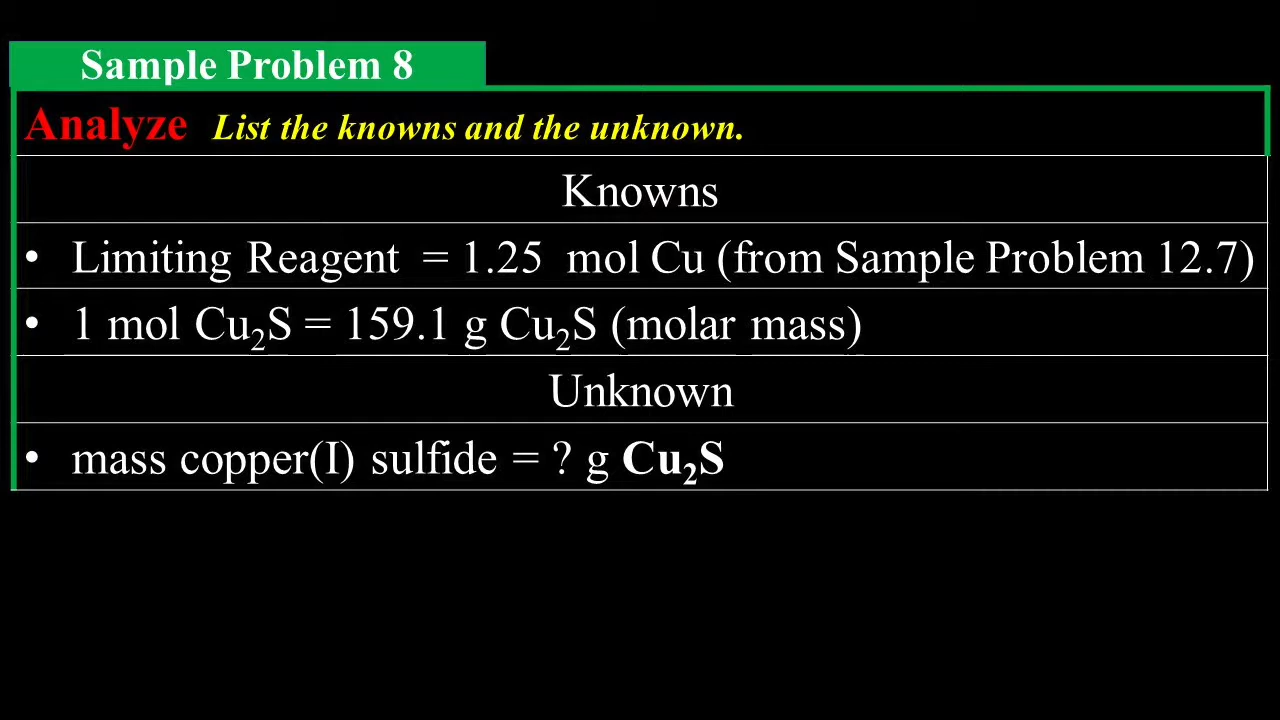 Sample Problem 8
Analyze List the knowns and the unknown.
Knowns
• Limiting Reagent = 1.25 mol Cu (from Sample Problem 12.7)
• 1 mol Cu₂S = 159.1 g Cu₂S (molar mass)
Unknown
• mass copper(I) sulfide = ? g Cu₂S